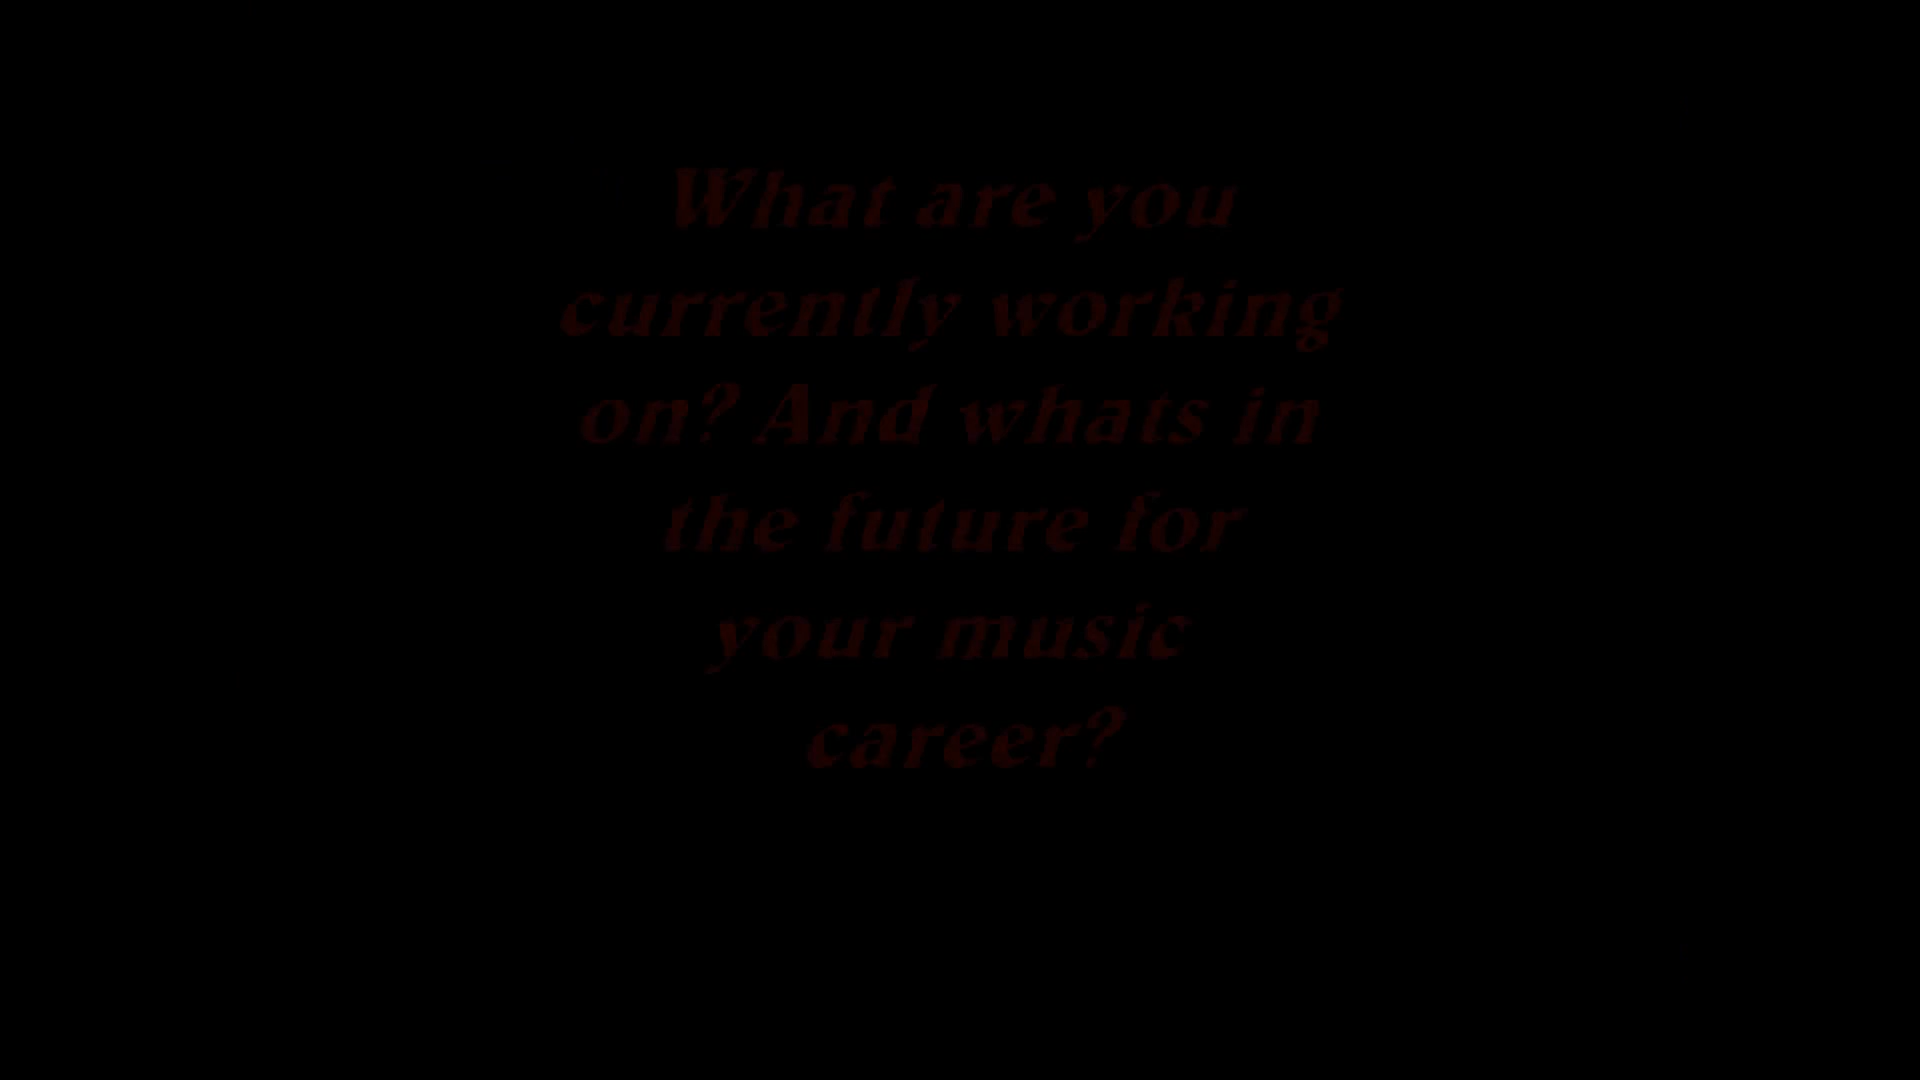 What are you
currently working
on? And whats in
the future for
your music
career?